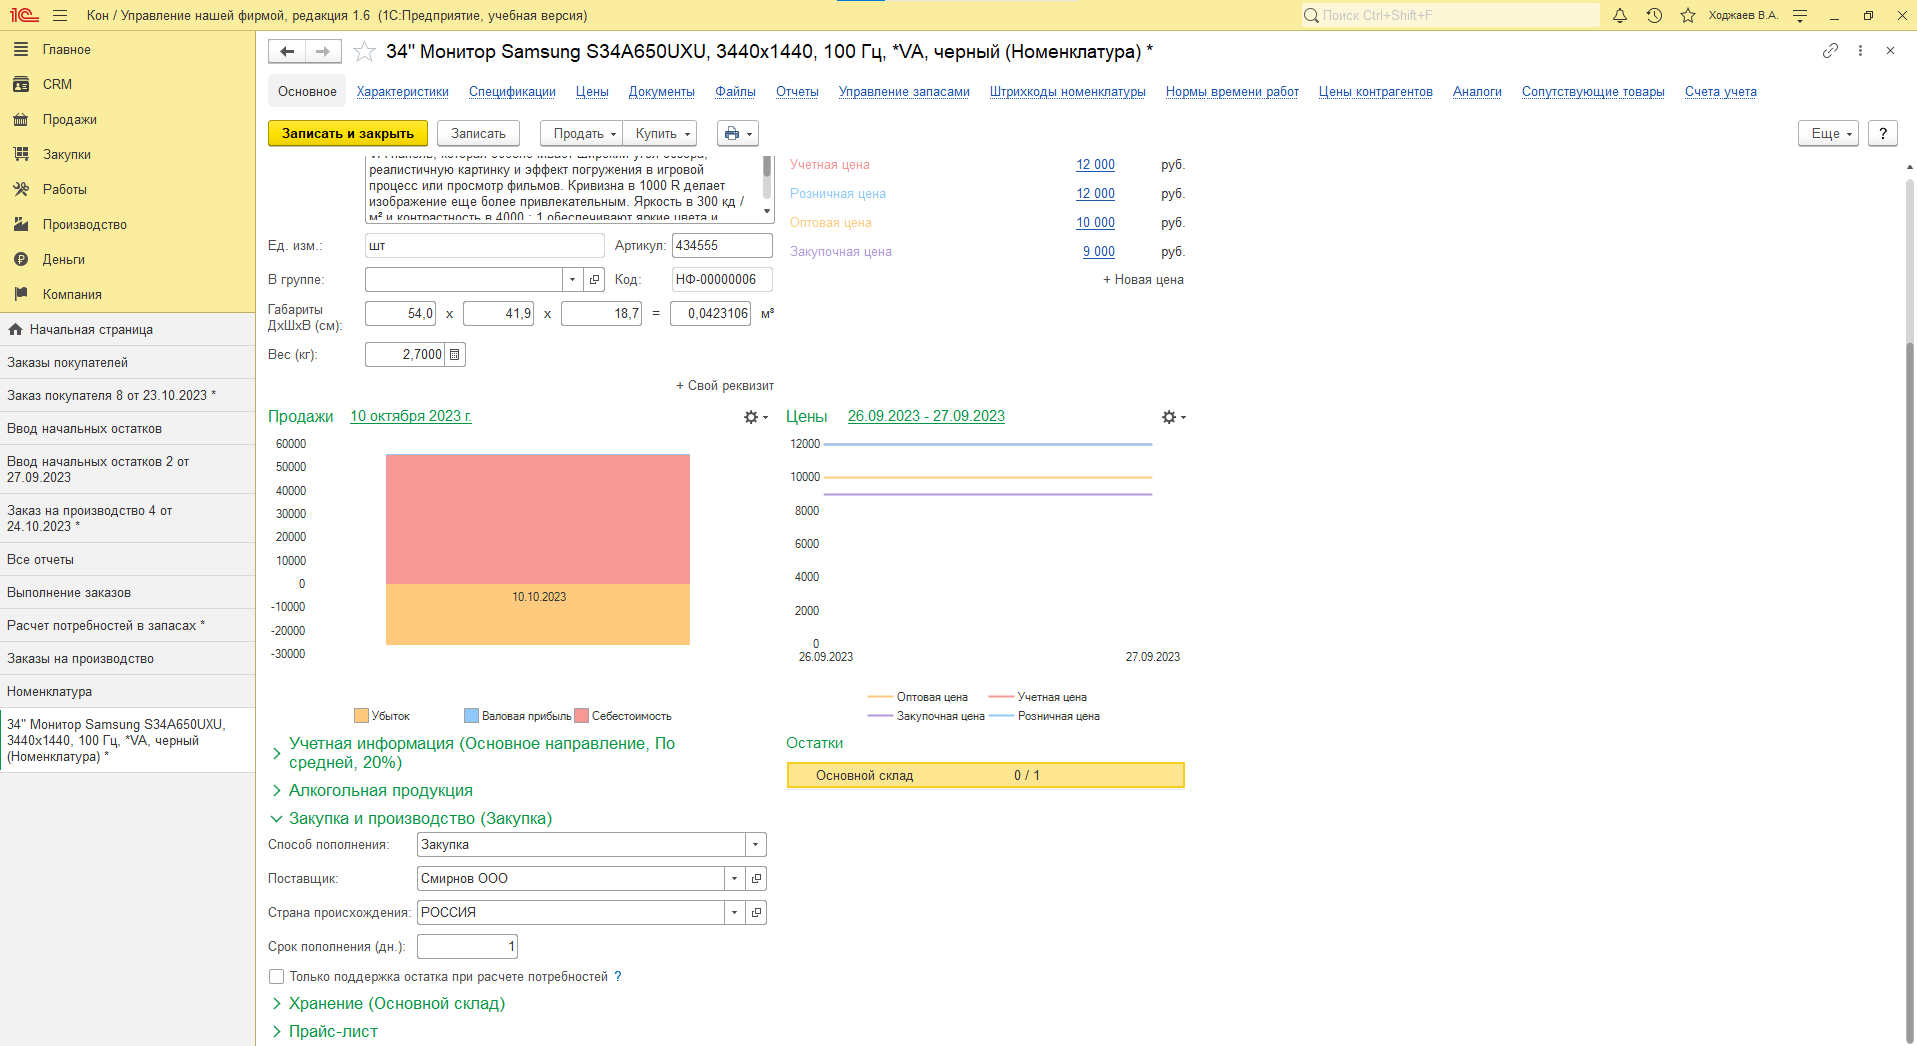 Кон / Управление нашей фирмой, редакция 1.6 (1С:Предприятие, учебная версия)
Поиск Ctrl+Shift+F
Ходжаев В.А.
Главное
CRM
Продажи
Закупки
Работы
Производство
Деньги
Компания
Начальная страница
Заказы покупателей
Заказ покупателя 8 от 23.10.2023 *
Ввод начальных остатков
Ввод начальных остатков 2 от
27.09.2023
Заказ на производство 4 от
24.10.2023 *
Все отчеты
Выполнение заказов
Расчет потребностей в запасах *
Заказы на производство
Номенклатура
34" Монитор Samsung S34A650UXU,
3440x1440, 100 Гц, *VA, черный
(Номенклатура) *
34" Монитор Samsung S34A650UXU, 3440x1440, 100 Гц, *VA, черный (Номенклатура) *
Основное Характеристики Спецификации Цены Документы Файлы Отчеты Управление запасами Штрихкоды номенклатуры Нормы времени работ Цены контрагентов Аналоги Сопутствующие товары Счета учета
Записать и закрыть Записать Продать Купить Еще ?
VA панель, которая обеспечивает широкий угол обзора,
реалистичную картинку и эффект погружения в игровой
процесс или просмотр фильмов. Кривизна в 1000 R делает
изображение еще более привлекательным. Яркость в 300 кд /
м² и контрастность в 4000 : 1 обеспечивают яркие цвета и
Ед. изм.: шт Артикул: 434555
В группе: Код: НФ-00000006
Габариты
ДхШхВ (см): 54,0 x 41,9 x 18,7 = 0,0423106 м³
Вес (кг): 2,7000
+ Свой реквизит
Учетная цена 12 000 руб.
Розничная цена 12 000 руб.
Оптовая цена 10 000 руб.
Закупочная цена 9 000 руб.
+ Новая цена
Продажи 10 октября 2023 г.
60000
50000
40000
30000
20000
10000
0
-10000
-20000
-30000
10.10.2023
Убыток Валовая прибыль Себестоимость
Цены 26.09.2023 - 27.09.2023
12000
10000
8000
6000
4000
2000
0
26.09.2023 27.09.2023
Оптовая цена Учетная цена
Закупочная цена Розничная цена
Учетная информация (Основное направление, По
средней, 20%)
Алкогольная продукция
Закупка и производство (Закупка)
Способ пополнения: Закупка
Поставщик: Смирнов ООО
Страна происхождения: РОССИЯ
Срок пополнения (дн.): 1
Только поддержка остатка при расчете потребностей ?
Хранение (Основной склад)
Прайс-лист
Остатки
Основной склад 0 / 1